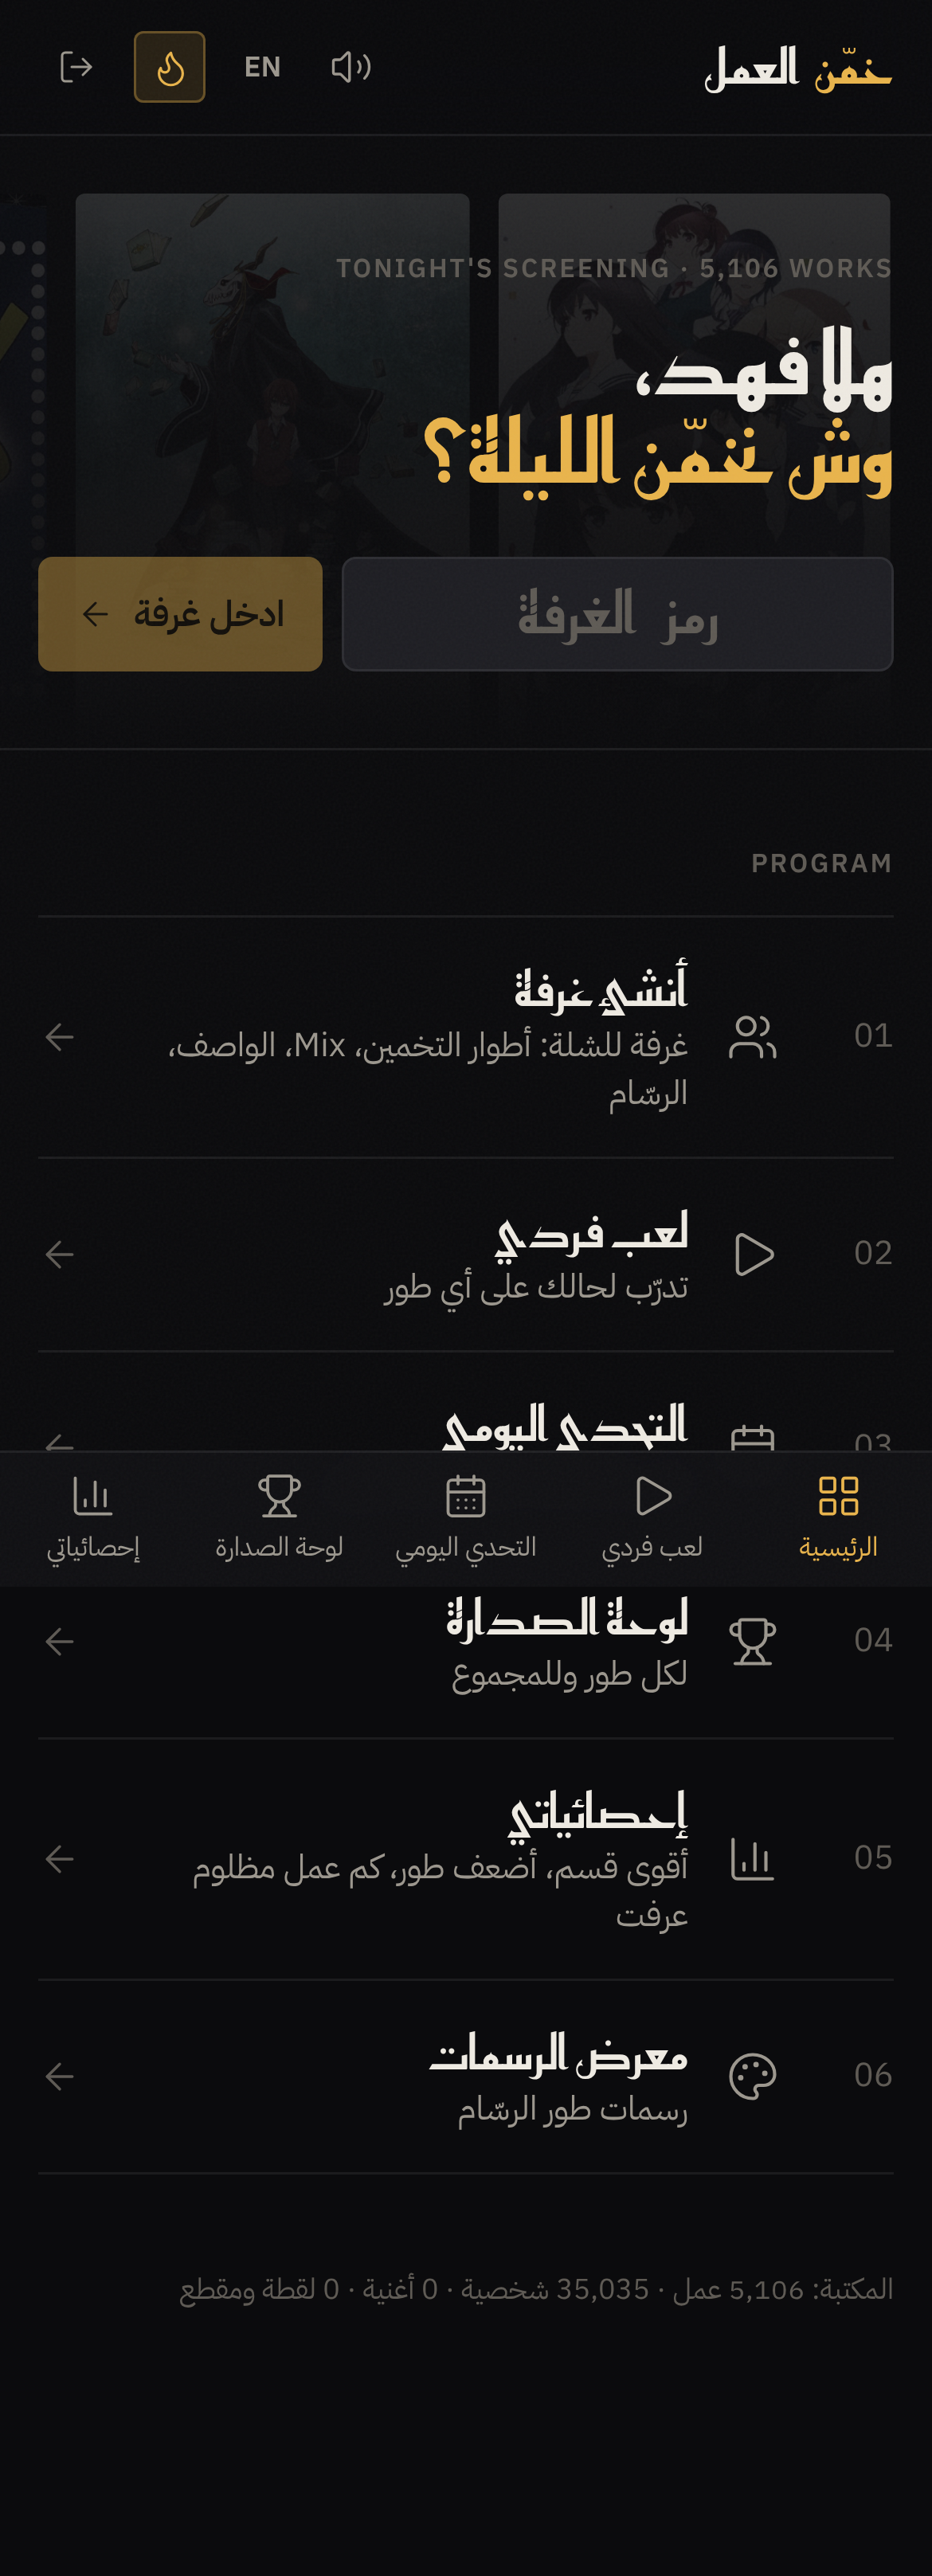 خمّن العمل
EN
TONIGHT'S SCREENING · 5,106 WORKS
هلا فهد،
وش نخمّن الليلة؟
رمز الغرفة
ادخل غرفة
PROGRAM
01
أنشئ غرفة
غرفة للشلة: أطوار التخمين، Mix، الواصف،
الرسّام
02
لعب فردي
تدرّب لحالك على أي طور
03
التحدي اليومي
الرئيسية
لعب فردي
التحدي اليومي
لوحة الصدارة
إحصائياتي
04
لوحة الصدارة
لكل طور وللمجموع
05
إحصائياتي
أقوى قسم، أضعف طور، كم عمل مظلوم
عرفت
06
معرض الرسمات
رسمات طور الرسّام
المكتبة: 5,106 عمل · 35,035 شخصية · 0 أغنية · 0 لقطة ومقطع